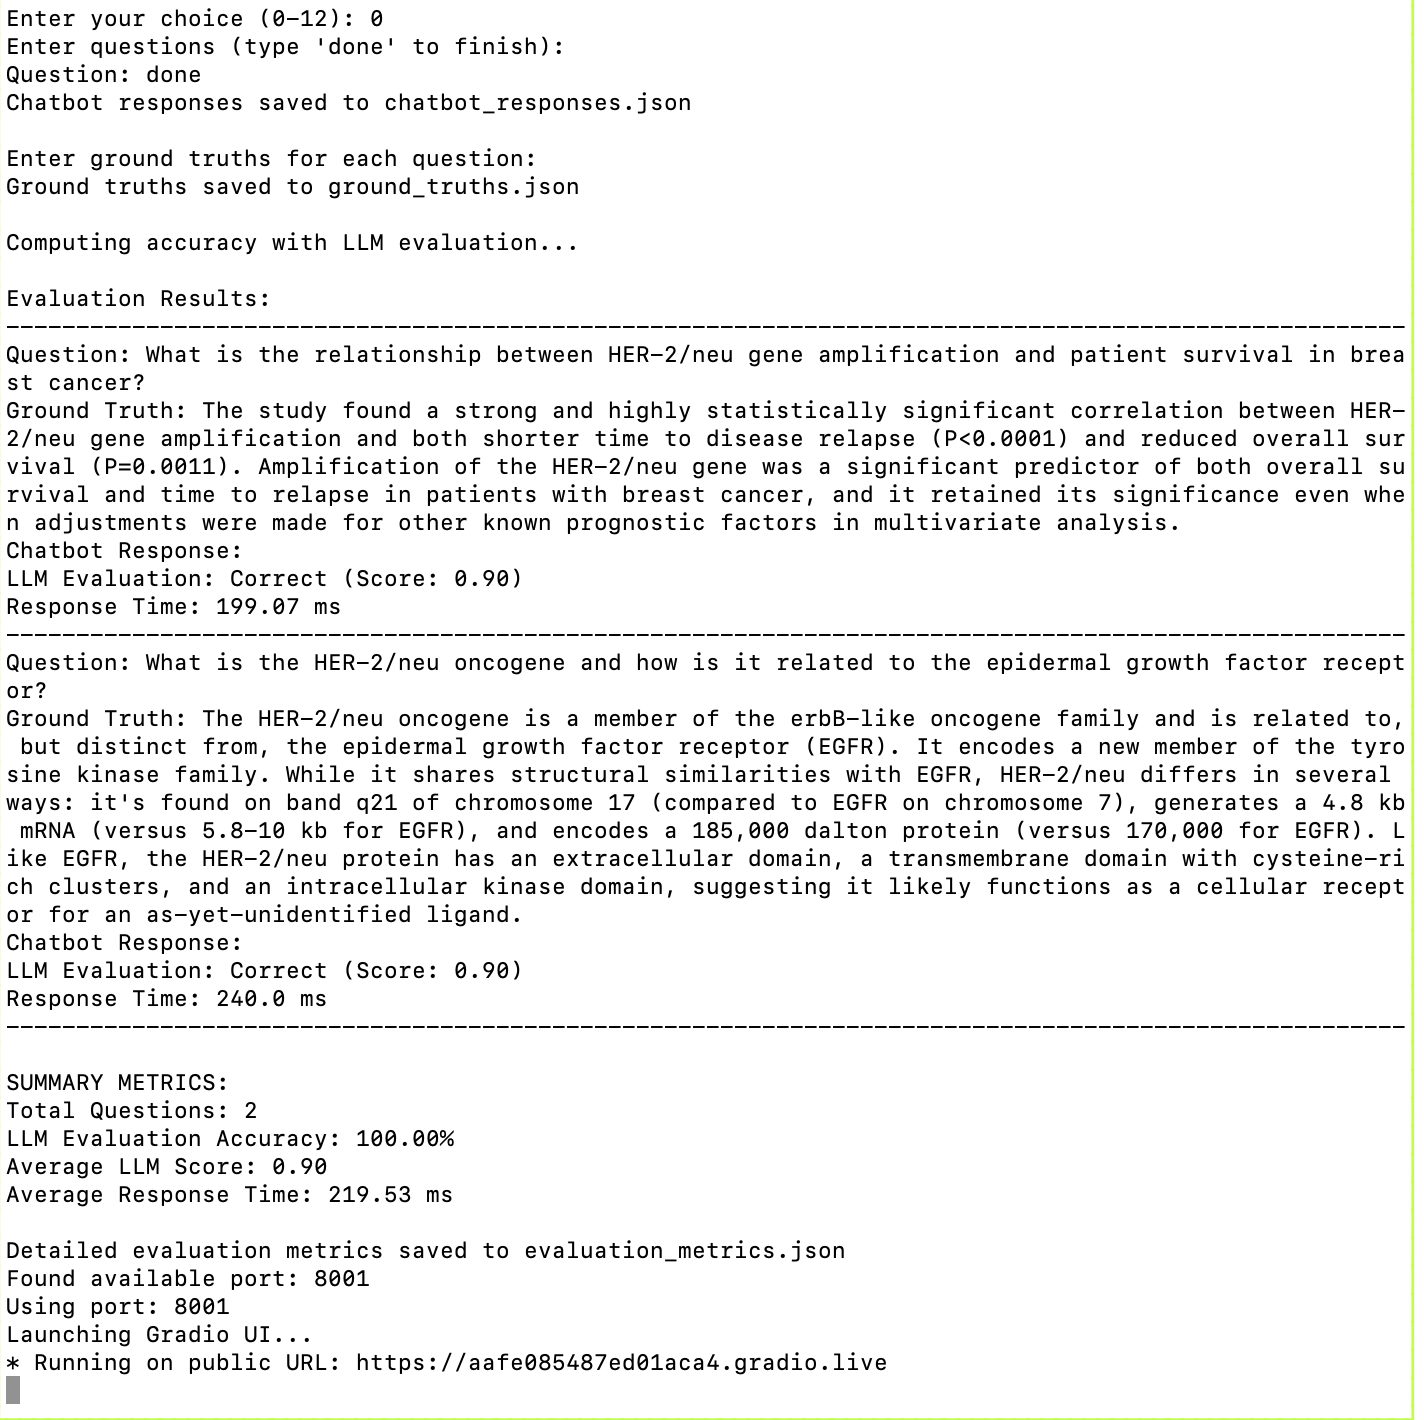 Enter your choice (0-12): 0
Enter questions (type 'done' to finish):
Question: done
Chatbot responses saved to chatbot_responses.json

Enter ground truths for each question:
Ground truths saved to ground_truths.json

Computing accuracy with LLM evaluation...

Evaluation Results:
----------------------------------------------------------------------------------------------------
Question: What is the relationship between HER-2/neu gene amplification and patient survival in brea
st cancer?
Ground Truth: The study found a strong and highly statistically significant correlation between HER-
2/neu gene amplification and both shorter time to disease relapse (P<0.0001) and reduced overall sur
vival (P=0.0011). Amplification of the HER-2/neu gene was a significant predictor of both overall su
rvival and time to relapse in patients with breast cancer, and it retained its significance even whe
n adjustments were made for other known prognostic factors in multivariate analysis.
Chatbot Response:
LLM Evaluation: Correct (Score: 0.90)
Response Time: 199.07 ms
----------------------------------------------------------------------------------------------------
Question: What is the HER-2/neu oncogene and how is it related to the epidermal growth factor recept
or?
Ground Truth: The HER-2/neu oncogene is a member of the erbB-like oncogene family and is related to,
 but distinct from, the epidermal growth factor receptor (EGFR). It encodes a new member of the tyro
sine kinase family. While it shares structural similarities with EGFR, HER-2/neu differs in several
ways: it's found on band q21 of chromosome 17 (compared to EGFR on chromosome 7), generates a 4.8 kb
 mRNA (versus 5.8-10 kb for EGFR), and encodes a 185,000 dalton protein (versus 170,000 for EGFR). L
ike EGFR, the HER-2/neu protein has an extracellular domain, a transmembrane domain with cysteine-ri
ch clusters, and an intracellular kinase domain, suggesting it likely functions as a cellular recept
or for an as-yet-unidentified ligand.
Chatbot Response:
LLM Evaluation: Correct (Score: 0.90)
Response Time: 240.0 ms
----------------------------------------------------------------------------------------------------

SUMMARY METRICS:
Total Questions: 2
LLM Evaluation Accuracy: 100.00%
Average LLM Score: 0.90
Average Response Time: 219.53 ms

Detailed evaluation metrics saved to evaluation_metrics.json
Found available port: 8001
Using port: 8001
Launching Gradio UI...
* Running on public URL: https://aafe085487ed01aca4.gradio.live